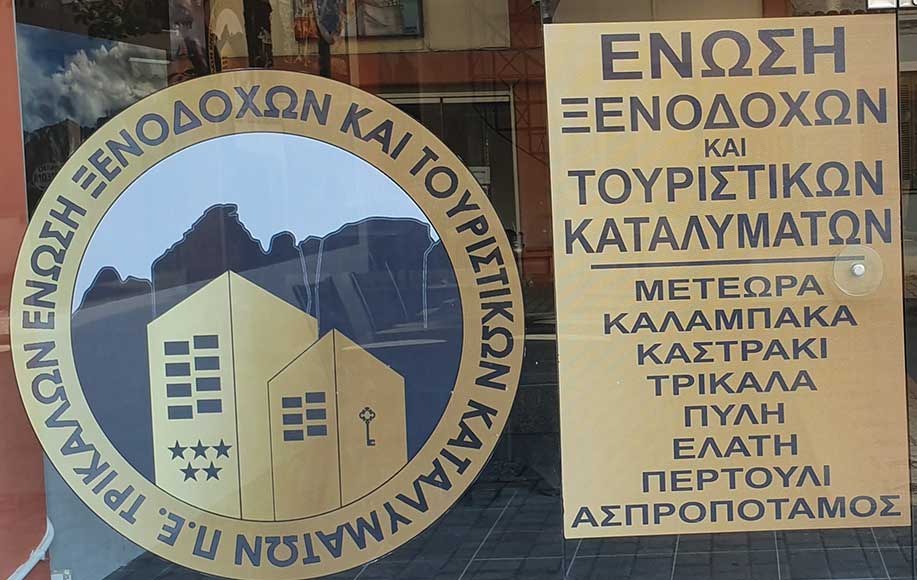 ΕΝΩΣΗ ΞΕΝΟΔΟΧΩΝ ΚΑΙ ΤΟΥΡΙΣΤΙΚΩΝ ΚΑΤΑΛΥΜΑΤΩΝ Π.Ε. ΤΡΙΚΑΛΩΝ
ΕΝΩΣΗ
ΞΕΝΟΔΟΧΩΝ
ΚΑΙ
ΤΟΥΡΙΣΤΙΚΩΝ
ΚΑΤΑΛΥΜΑΤΩΝ
ΜΕΤΕΩΡΑ
ΚΑΛΑΜΠΑΚΑ
ΚΑΣΤΡΑΚΙ
ΤΡΙΚΑΛΑ
ΠΥΛΗ
ΕΛΑΤΗ
ΠΕΡΤΟΥΛΙ
ΑΣΠΡΟΠΟΤΑΜΟΣ